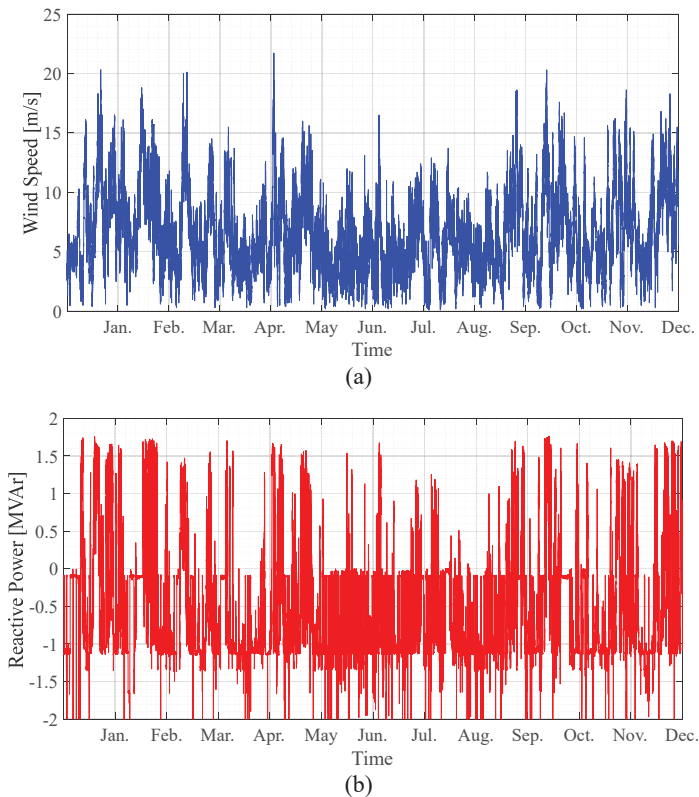 25
20
15
10
5
0
Wind Speed [m/s]
Jan. Feb. Mar. Apr. May Jun. Jul. Aug. Sep. Oct. Nov. Dec.
Time
(a)
2
1.5
1
0.5
0
-0.5
-1
-1.5
-2
Reactive Power [MVAr]
Jan. Feb. Mar. Apr. May Jun. Jul. Aug. Sep. Oct. Nov. Dec.
Time
(b)